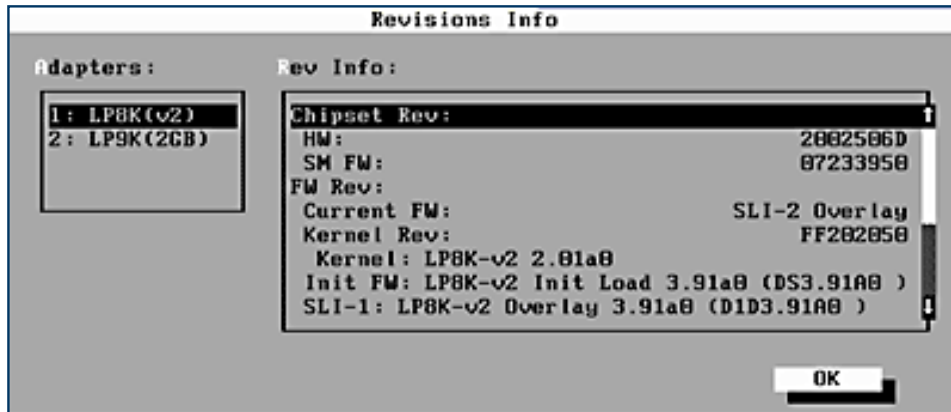 Revisions Info
Adapters:
1: LP8K(v2)
2: LP9K(2GB)
Rev Info:
Chipset Rev:
HW: 2002506D
SM FW: 07233950
FW Rev:
Current FW: SLI-2 Overlay
Kernel Rev: FF202050
Kernel: LP8K-v2 2.01a0
Init FW: LP8K-v2 Init Load 3.91a0 (DS3.91A0 )
SLI-1: LP8K-v2 Overlay 3.91a0 (D1D3.91A0 )
OK